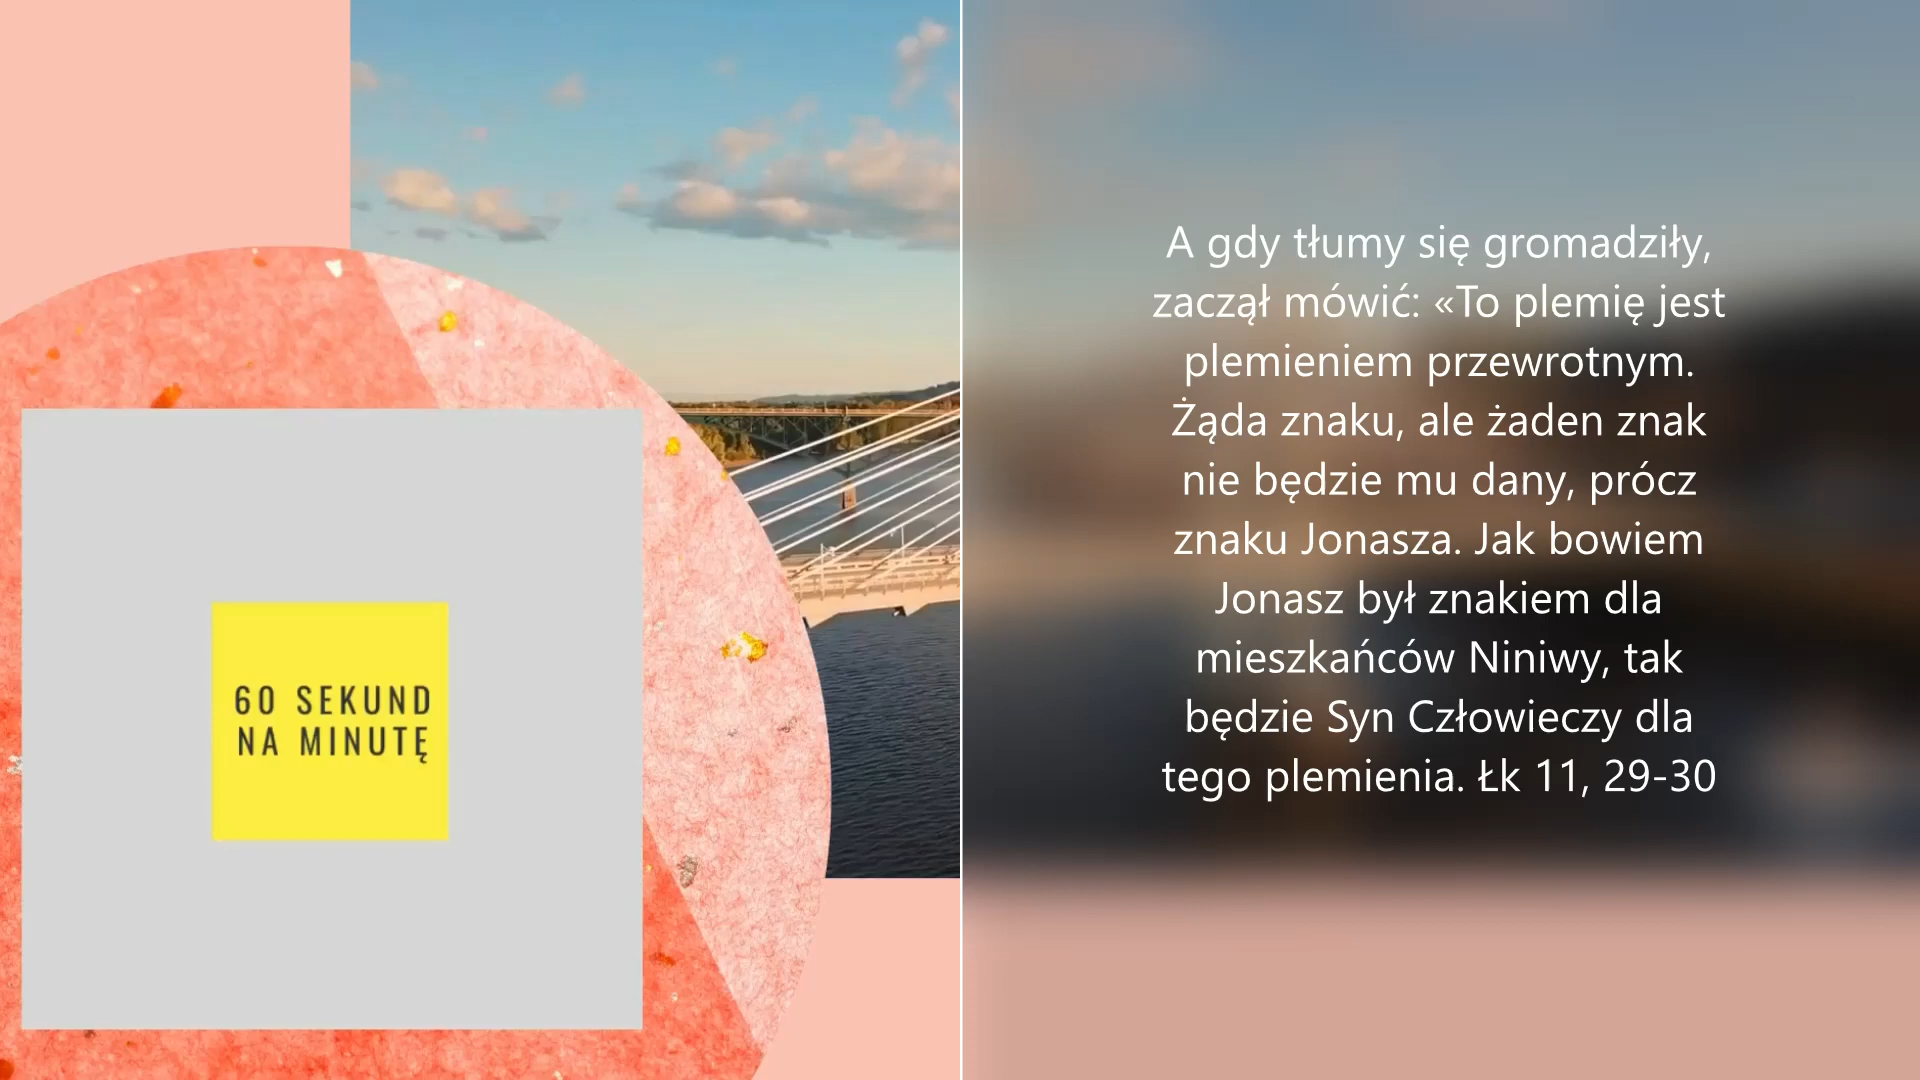 60 SEKUND
NA MINUTĘ
A gdy tłumy się gromadziły,
zaczął mówić: «To plemię jest
plemieniem przewrotnym.
Żąda znaku, ale żaden znak
nie będzie mu dany, prócz
znaku Jonasza. Jak bowiem
Jonasz był znakiem dla
mieszkańców Niniwy, tak
będzie Syn Człowieczy dla
tego plemienia. Łk 11, 29-30